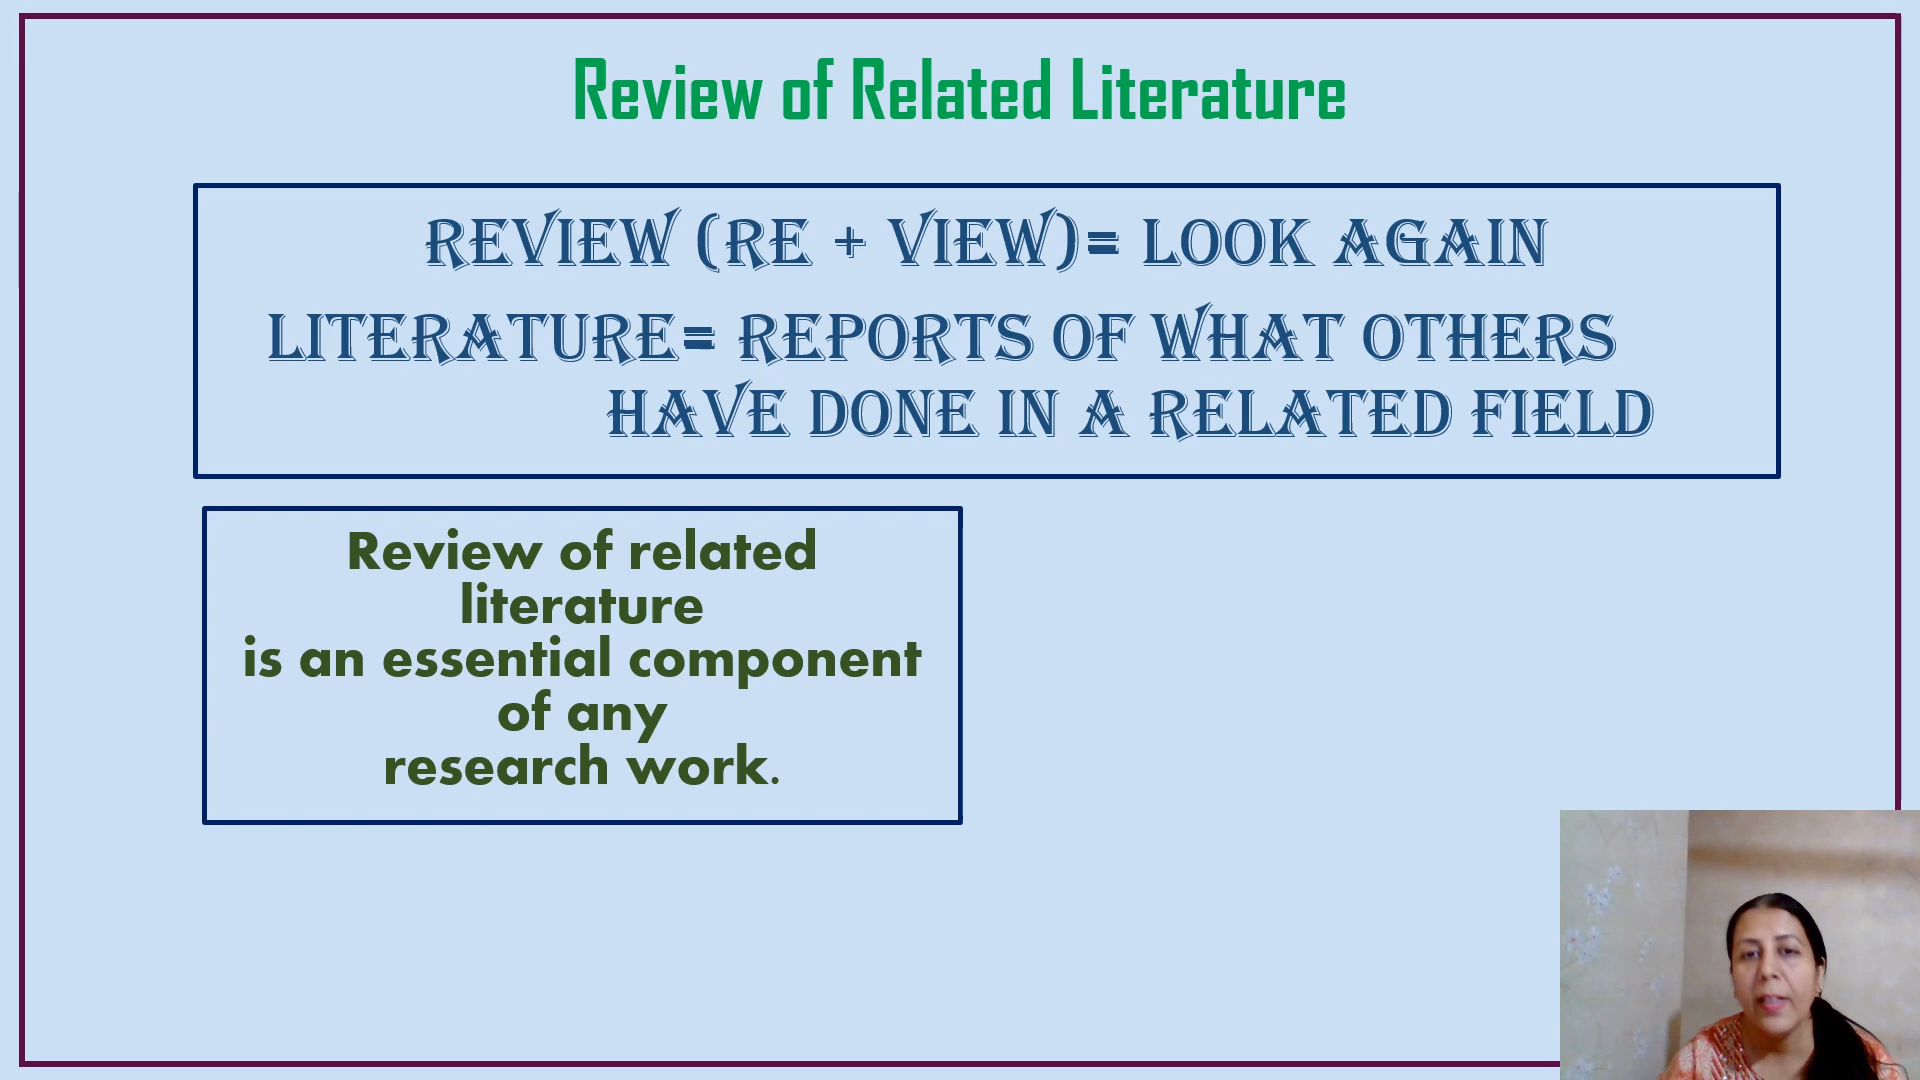 Review of Related Literature
REVIEW (RE + VIEW)= LOOK AGAIN
LITERATURE= REPORTS OF WHAT OTHERS
HAVE DONE IN A RELATED FIELD
Review of related
literature
is an essential component
of any
research work.